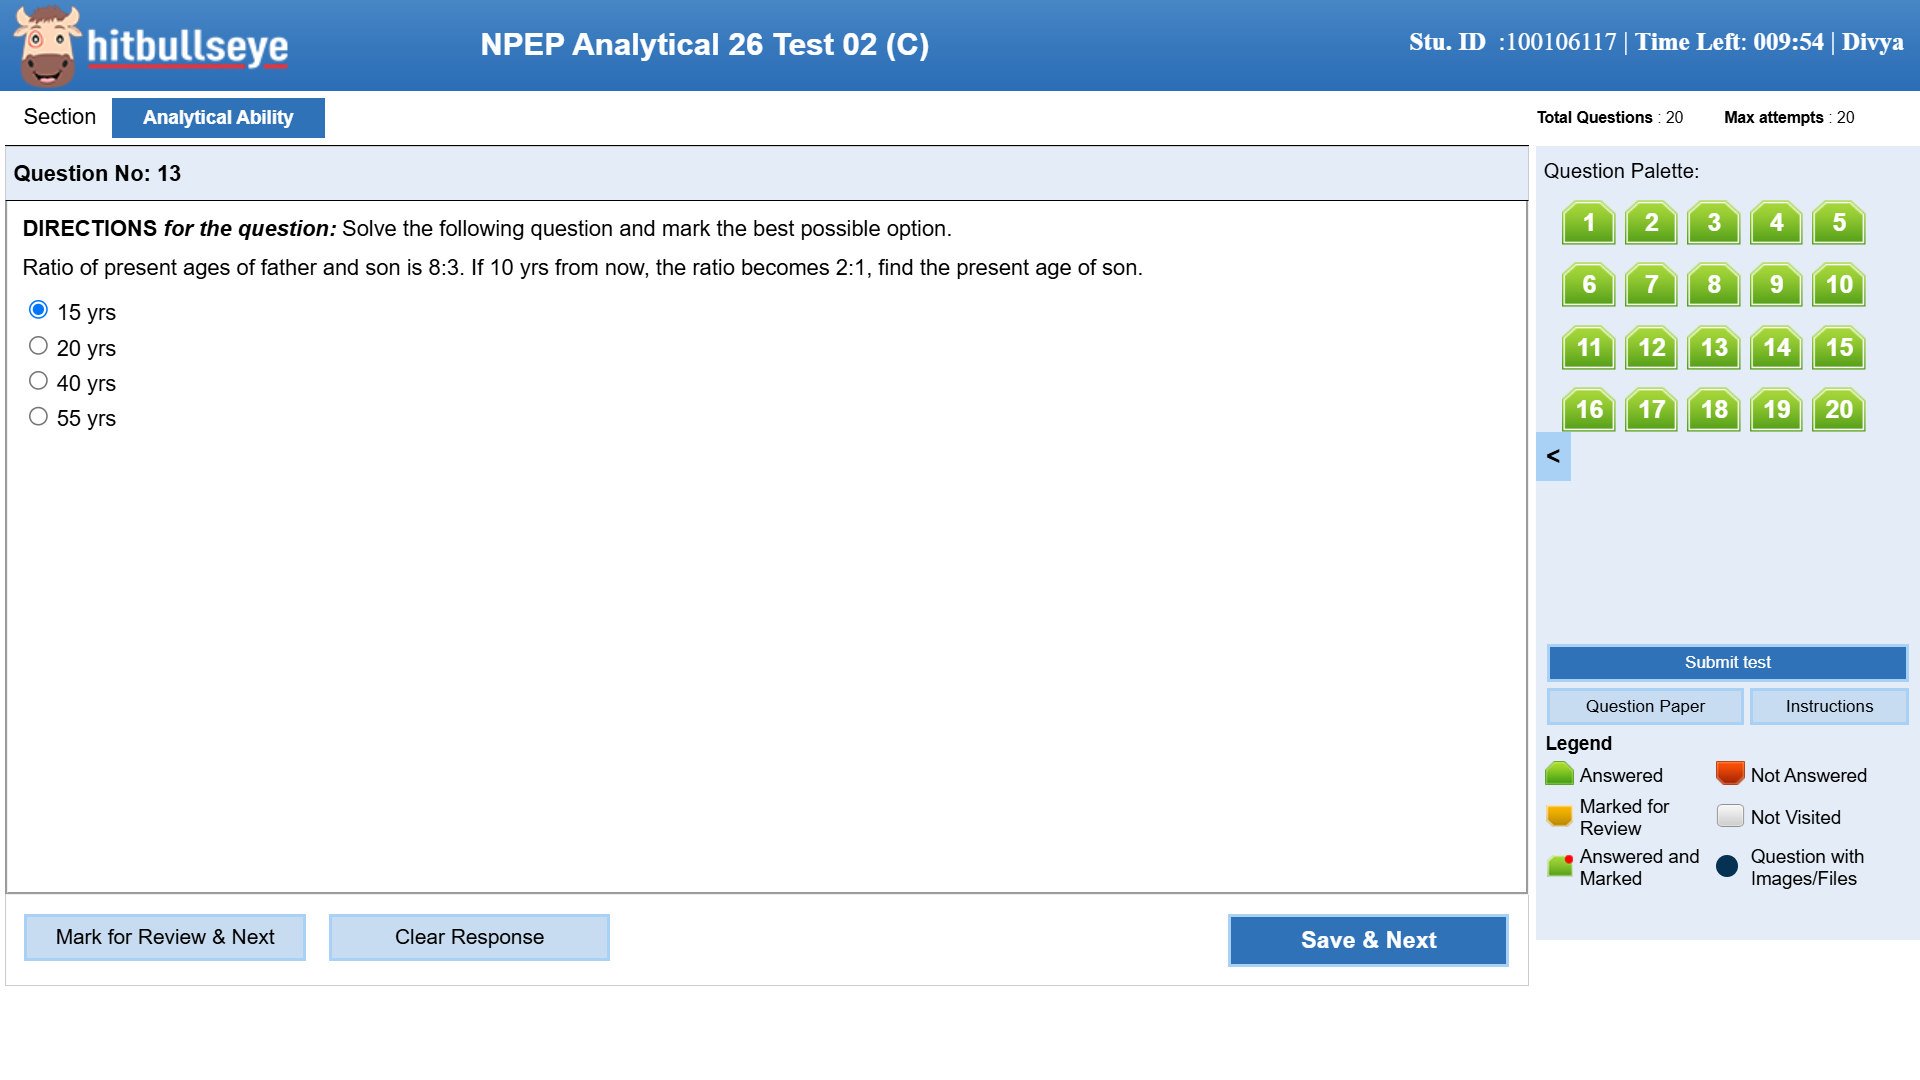 hitbullseye
NPEP Analytical 26 Test 02 (C)
Stu. ID :100106117 | Time Left: 009:54 | Divya
Section
Analytical Ability
Total Questions : 20
Max attempts : 20
Question No: 13
DIRECTIONS for the question: Solve the following question and mark the best possible option.
Ratio of present ages of father and son is 8:3. If 10 yrs from now, the ratio becomes 2:1, find the present age of son.
15 yrs
20 yrs
40 yrs
55 yrs
Mark for Review & Next
Clear Response
Save & Next
Question Palette:
1 2 3 4 5
6 7 8 9 10
11 12 13 14 15
16 17 18 19 20
<
Submit test
Question Paper
Instructions
Legend
Answered
Not Answered
Marked for
Review
Not Visited
Answered and
Marked
Question with
Images/Files